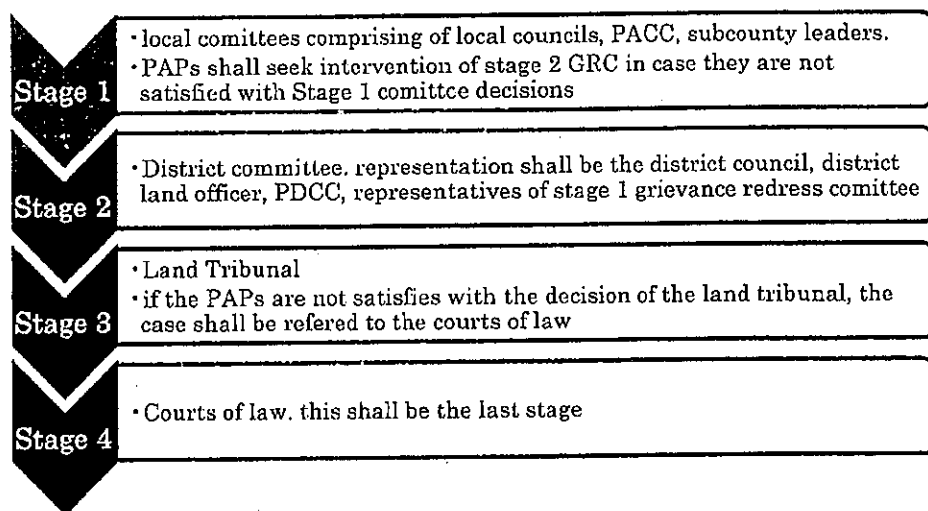 Stage 1
· local comittees comprising of local councils, PACC, subcounty leaders.
· PAPs shall seek intervention of stage 2 GRC in case they are not
satisfied with Stage 1 comittee decisions
Stage 2
· District committee. representation shall be the district council, district
land officer, PDCC, representatives of stage 1 grievance redress comittee
Stage 3
· Land Tribunal
· if the PAPs are not satisfies with the decision of the land tribunal, the
case shall be refered to the courts of law
Stage 4
· Courts of law. this shall be the last stage